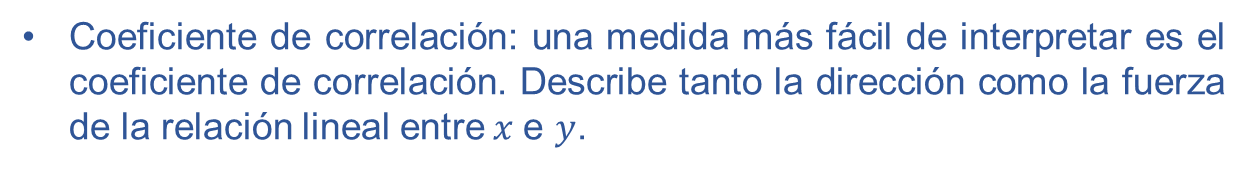 • Coeficiente de correlación: una medida más fácil de interpretar es el
coeficiente de correlación. Describe tanto la dirección como la fuerza
de la relación lineal entre 𝑥 e 𝑦.